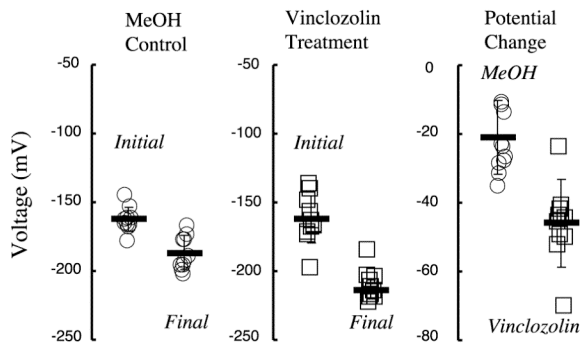 MeOH
Control
Vinclozolin
Treatment
Potential
Change
Voltage (mV)
-50
-100
-150
-200
-250
Initial
Final
-50
-100
-150
-200
-250
Initial
Final
0
-20
-40
-60
-80
MeOH
Vinclozolin